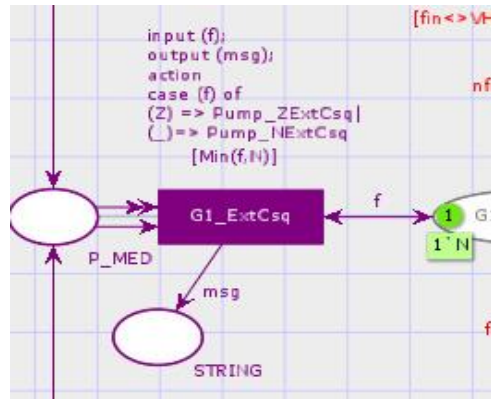 [fin<>VH
input (f);
output (msg);
action
case (f) of
(Z) => Pump_ZExtCsq|
(_)=> Pump_NExtCsq
[Min(f,N)]
nf
G1_ExtCsq
f
1
G
1`N
P_MED
msg
f
STRING